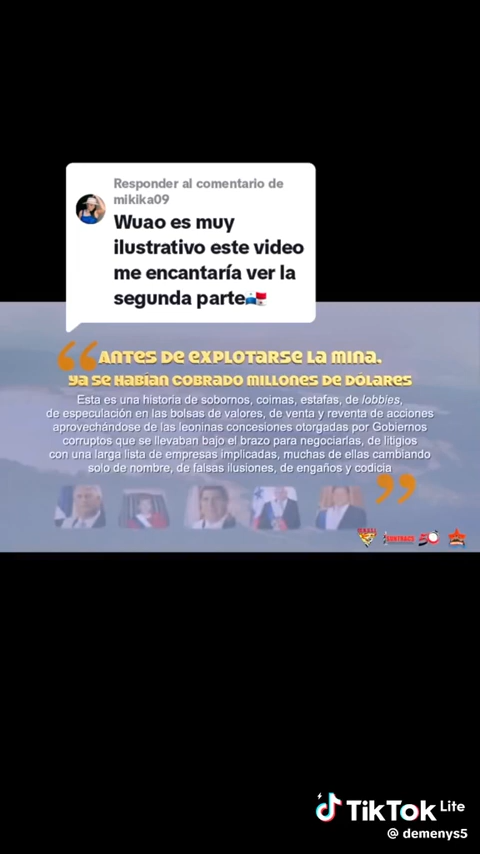 Responder al comentario de
mikika09
Wuao es muy
ilustrativo este video
me encantaría ver la
segunda parte🇵🇦
“ANTES DE EXPLOTARSE LA MINA,
YA SE HABÍAN COBRADO MILLONES DE DÓLARES
Esta es una historia de sobornos, coimas, estafas, de lobbies,
de especulación en las bolsas de valores, de venta y reventa de acciones
aprovechándose de las leoninas concesiones otorgadas por Gobiernos
corruptos que se llevaban bajo el brazo para negociarlas, de litigios
con una larga lista de empresas implicadas, muchas de ellas cambiando
solo de nombre, de falsas ilusiones, de engaños y codicia”
SUNTRACS
TikTok Lite
@ demenys5